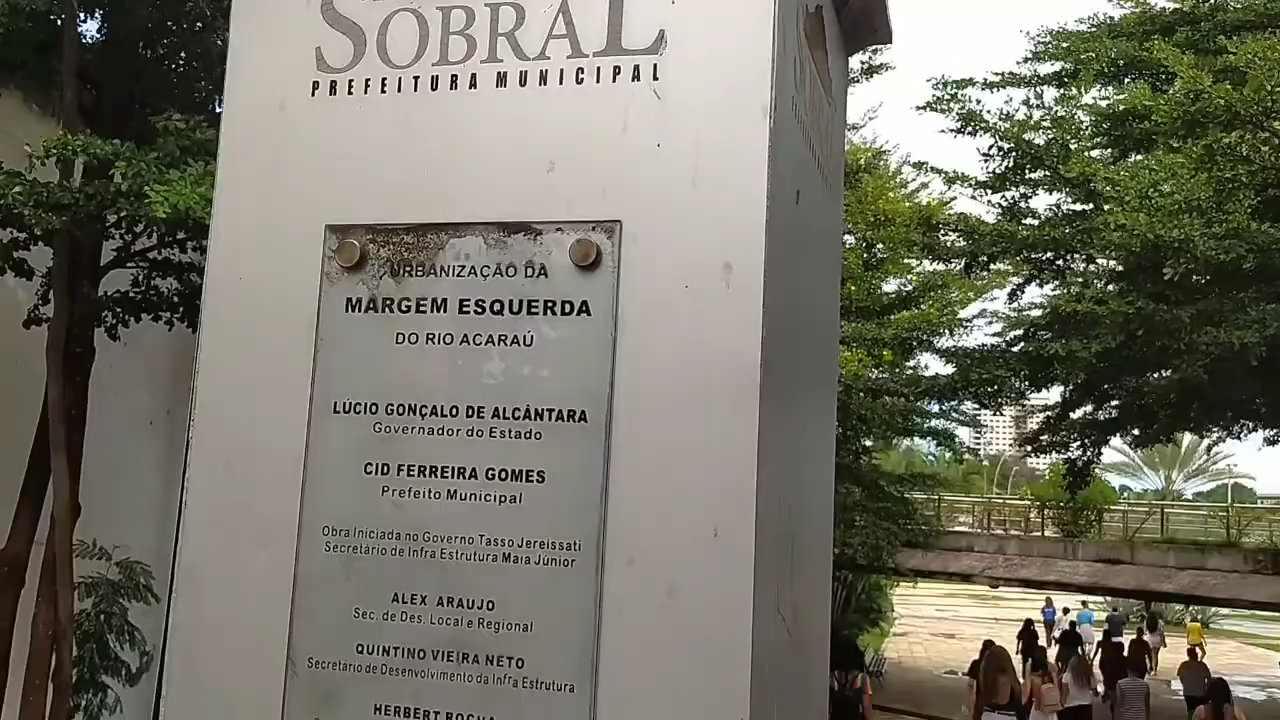 SOBRAL
PREFEITURA MUNICIPAL
URBANIZAÇÃO DA
MARGEM ESQUERDA
DO RIO ACARAÚ
LÚCIO GONÇALO DE ALCÂNTARA
Governador do Estado
CID FERREIRA GOMES
Prefeito Municipal
Obra Iniciada no Governo Tasso Jereissati
Secretário de Infra Estrutura Maia Júnior
ALEX ARAUJO
Sec. de Des. Local e Regional
QUINTINO VIEIRA NETO
Secretário de Desenvolvimento da Infra Estrutura
HERBERT ROCHA